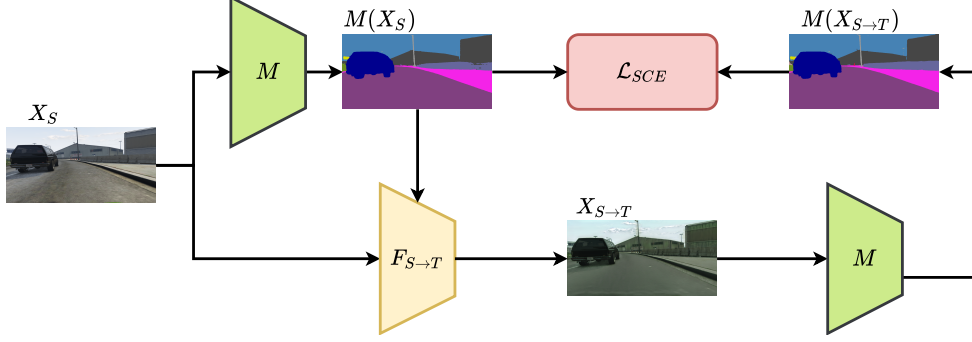 M(X_S)
M(X_{S→T})
M
ℒ_{SCE}
X_S
X_{S→T}
F_{S→T}
M